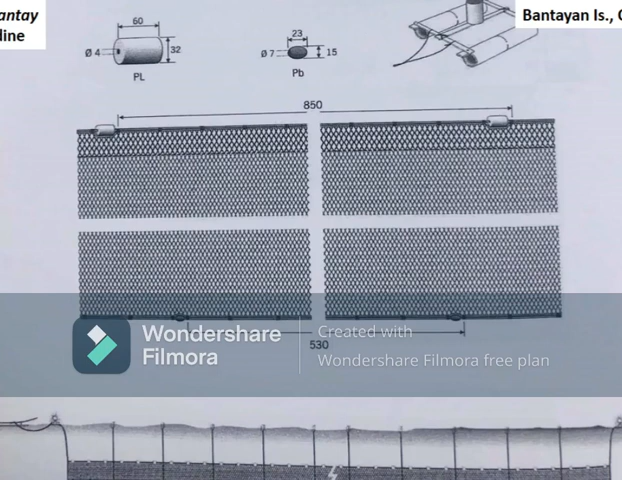 antay
dine
Bantayan Is., C
60
Ø 4
32
PL
23
Ø 7
15
Pb
850
530
Wondershare
Filmora
Created with
Wondershare Filmora free plan